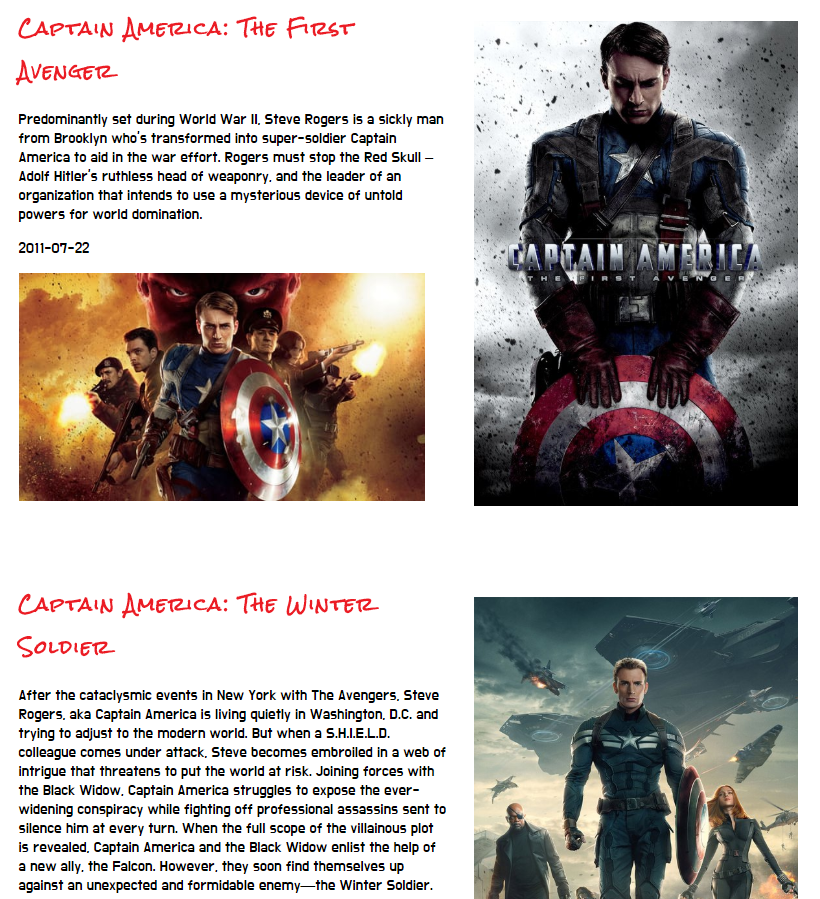 Captain America: The First
Avenger
Predominantly set during World War II, Steve Rogers is a sickly man
from Brooklyn who's transformed into super-soldier Captain
America to aid in the war effort. Rogers must stop the Red Skull –
Adolf Hitler's ruthless head of weaponry, and the leader of an
organization that intends to use a mysterious device of untold
powers for world domination.
2011-07-22
CAPTAIN AMERICA
THE FIRST AVENGER
Captain America: The Winter
Soldier
After the cataclysmic events in New York with The Avengers, Steve
Rogers, aka Captain America is living quietly in Washington, D.C. and
trying to adjust to the modern world. But when a S.H.I.E.L.D.
colleague comes under attack, Steve becomes embroiled in a web of
intrigue that threatens to put the world at risk. Joining forces with
the Black Widow, Captain America struggles to expose the ever-
widening conspiracy while fighting off professional assassins sent to
silence him at every turn. When the full scope of the villainous plot
is revealed, Captain America and the Black Widow enlist the help of
a new ally, the Falcon. However, they soon find themselves up
against an unexpected and formidable enemy—the Winter Soldier.